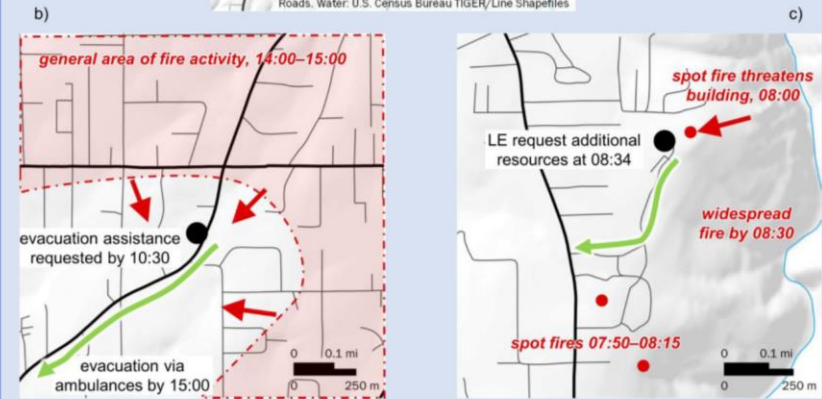 Roads, Water: U.S. Census Bureau TIGER/Line Shapefiles
b)
general area of fire activity, 14:00–15:00
evacuation assistance
requested by 10:30
evacuation via
ambulances by 15:00
0 0.1 mi
0 250 m
c)
spot fire threatens
building, 08:00
LE request additional
resources at 08:34
widespread
fire by 08:30
spot fires 07:50–08:15
0 0.1 mi
0 250 m